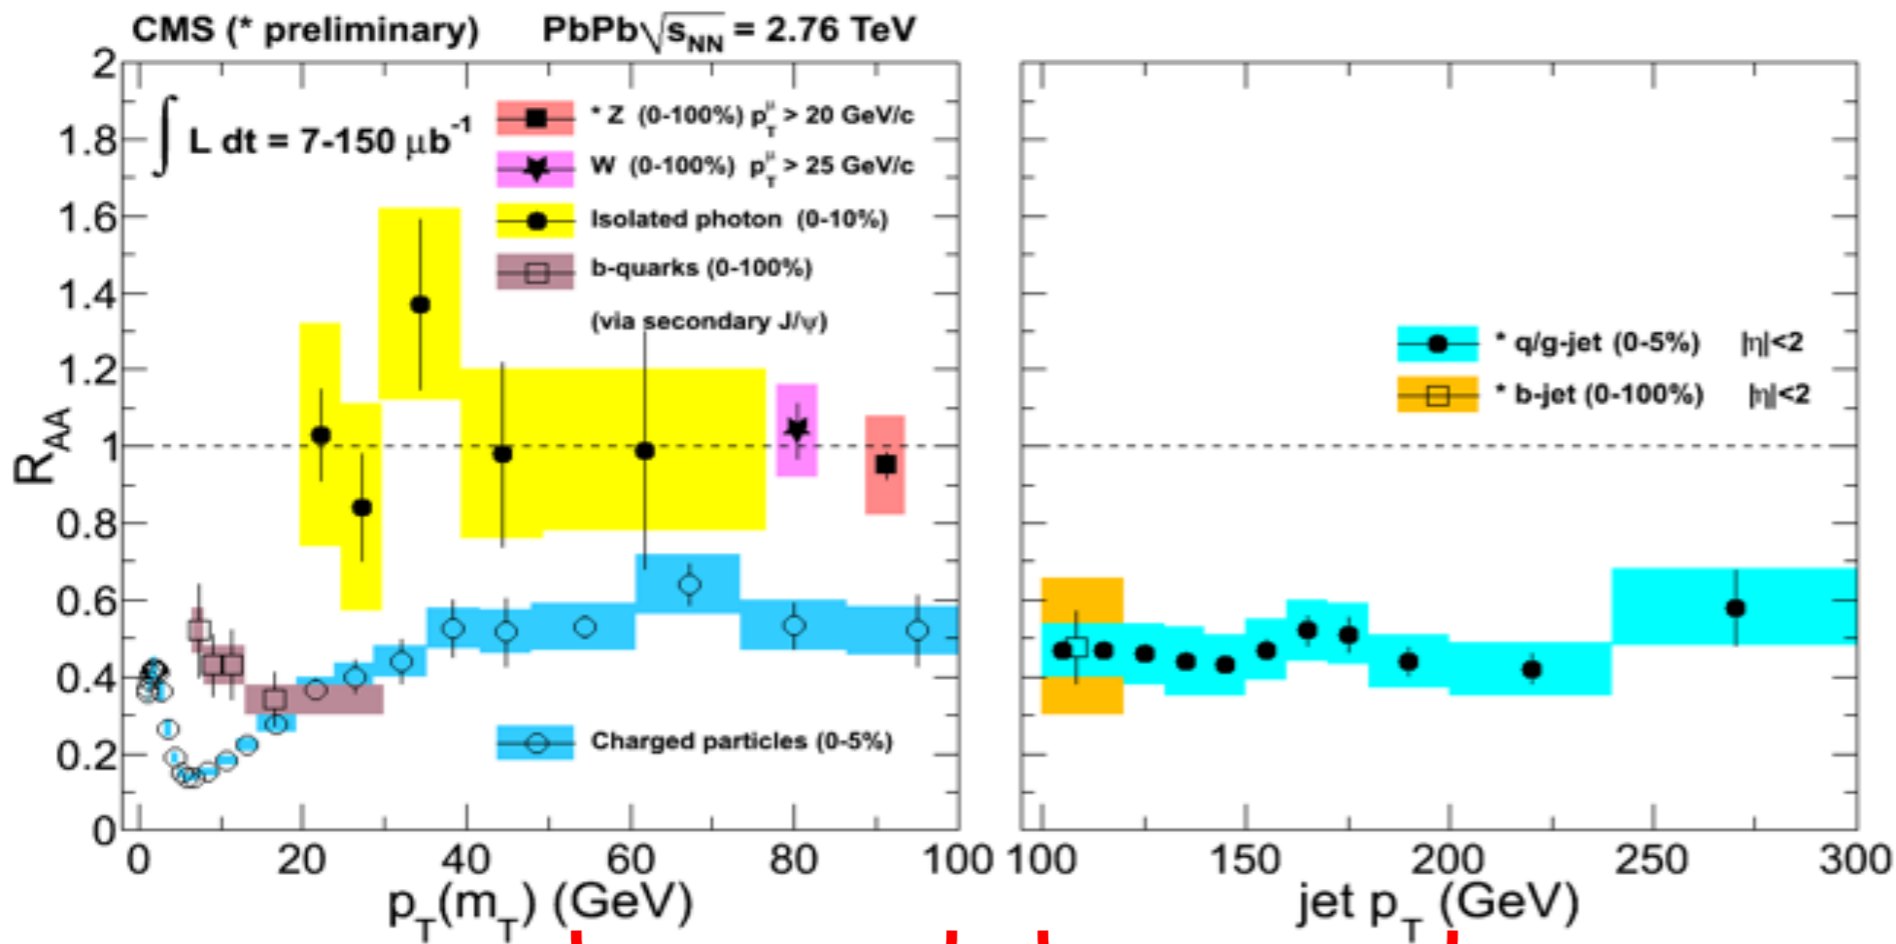 CMS (* preliminary) PbPb√sNN = 2.76 TeV
∫ L dt = 7-150 μb-1
* Z (0-100%) pTμ > 20 GeV/c
W (0-100%) pTμ > 25 GeV/c
Isolated photon (0-10%)
b-quarks (0-100%)
(via secondary J/ψ)
Charged particles (0-5%)
RAA
2
1.8
1.6
1.4
1.2
1
0.8
0.6
0.4
0.2
0
0 20 40 60 80 100
pT(mT) (GeV)
* q/g-jet (0-5%) |η|<2
* b-jet (0-100%) |η|<2
100 150 200 250 300
jet pT (GeV)